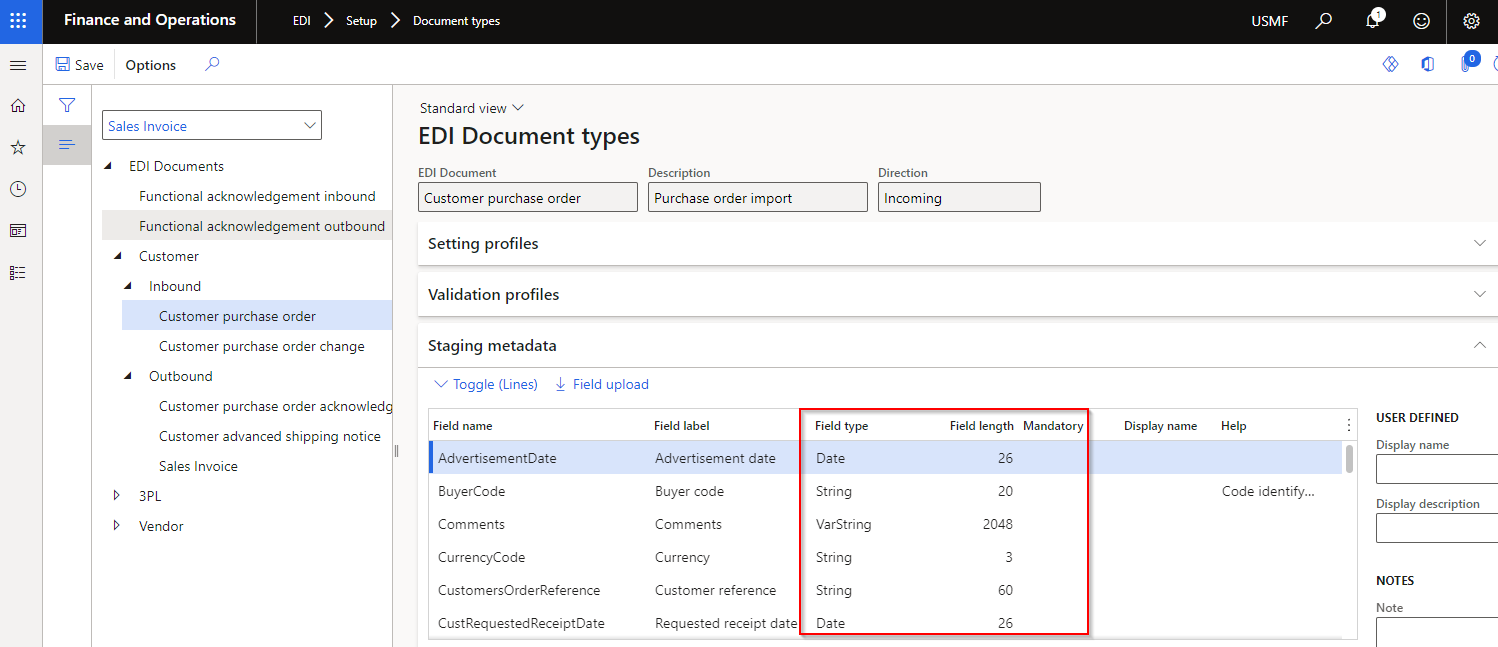 Finance and Operations EDI Setup Document types USMF 1
Save Options 0
Sales Invoice
EDI Documents
Functional acknowledgement inbound
Functional acknowledgement outbound
Customer
Inbound
Customer purchase order
Customer purchase order change
Outbound
Customer purchase order acknowledg
Customer advanced shipping notice
Sales Invoice
3PL
Vendor
Standard view
EDI Document types
EDI Document Description Direction
Customer purchase order Purchase order import Incoming
Setting profiles
Validation profiles
Staging metadata
Toggle (Lines) Field upload
Field name Field label Field type Field length Mandatory Display name Help
AdvertisementDate Advertisement date Date 26
BuyerCode Buyer code String 20 Code identify...
Comments Comments VarString 2048
CurrencyCode Currency String 3
CustomersOrderReference Customer reference String 60
CustRequestedReceiptDate Requested receipt date Date 26
USER DEFINED
Display name
Display description
NOTES
Note